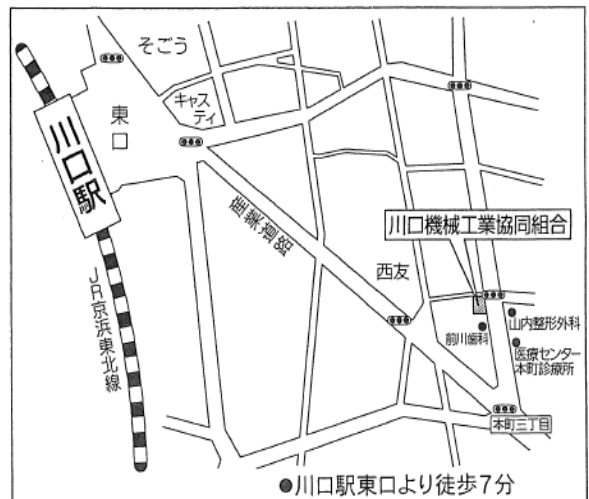 そごう
キャス
ティ
東口
川口駅
産業道路
川口機械工業協同組合
西友
JR京浜東北線
山内整形外科
前川歯科
医療センター
本町診療所
本町三丁目
●川口駅東口より徒歩7分